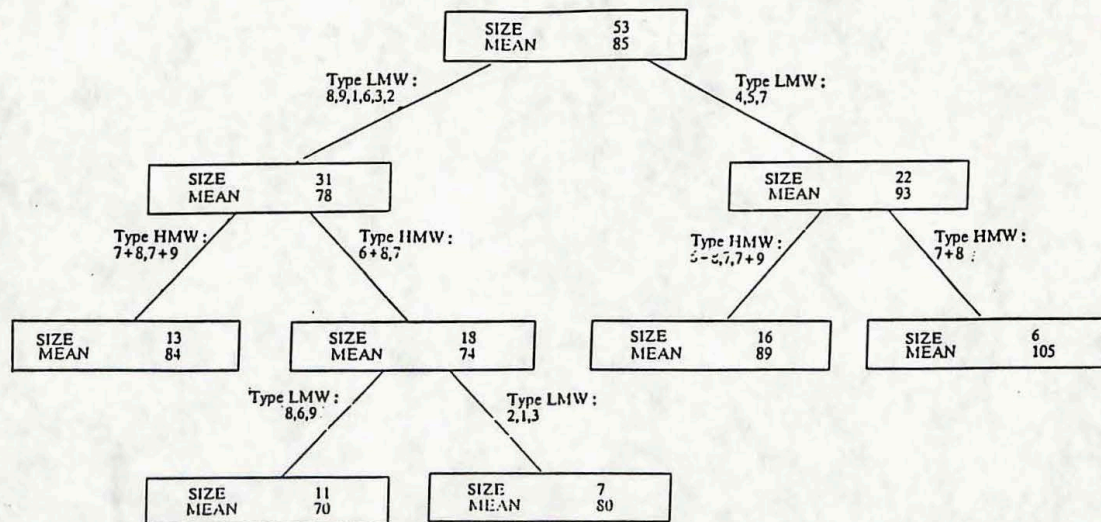 SIZE 53
MEAN 85
Type LMW :
8,9,1,6,3,2
Type LMW :
4,5,7
SIZE 31
MEAN 78
SIZE 22
MEAN 93
Type HMW :
7+8,7+9
Type HMW :
6+8,7
Type HMW :
7,7+9
Type HMW :
7+8
SIZE 13
MEAN 84
SIZE 18
MEAN 74
SIZE 16
MEAN 89
SIZE 6
MEAN 105
Type LMW :
8,6,9
Type LMW :
2,1,3
SIZE 11
MEAN 70
SIZE 7
MEAN 80